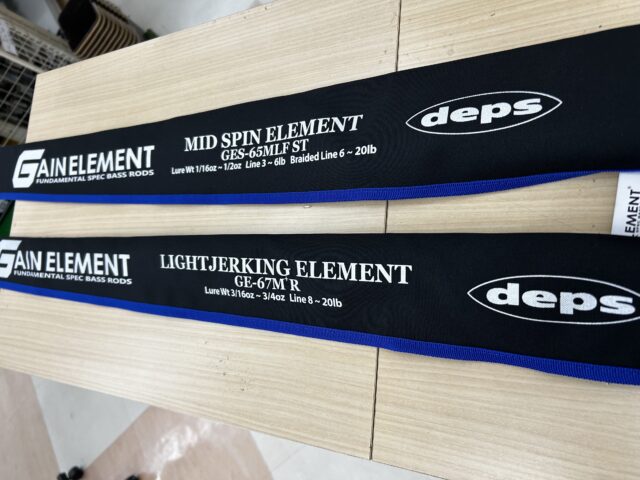 GAIN ELEMENT
FUNDAMENTAL SPEC BASS RODS
MID SPIN ELEMENT
GES-65MLF ST
Lure Wt 1/16oz ~ 1/2oz Line 3 ~ 6lb Braided Line 6 ~ 20lb
deps
GAIN ELEMENT
FUNDAMENTAL SPEC BASS RODS
LIGHTJERKING ELEMENT
GE-67M+R
Lure Wt 3/16oz ~ 3/4oz Line 8 ~ 20lb
deps
ELEMENT